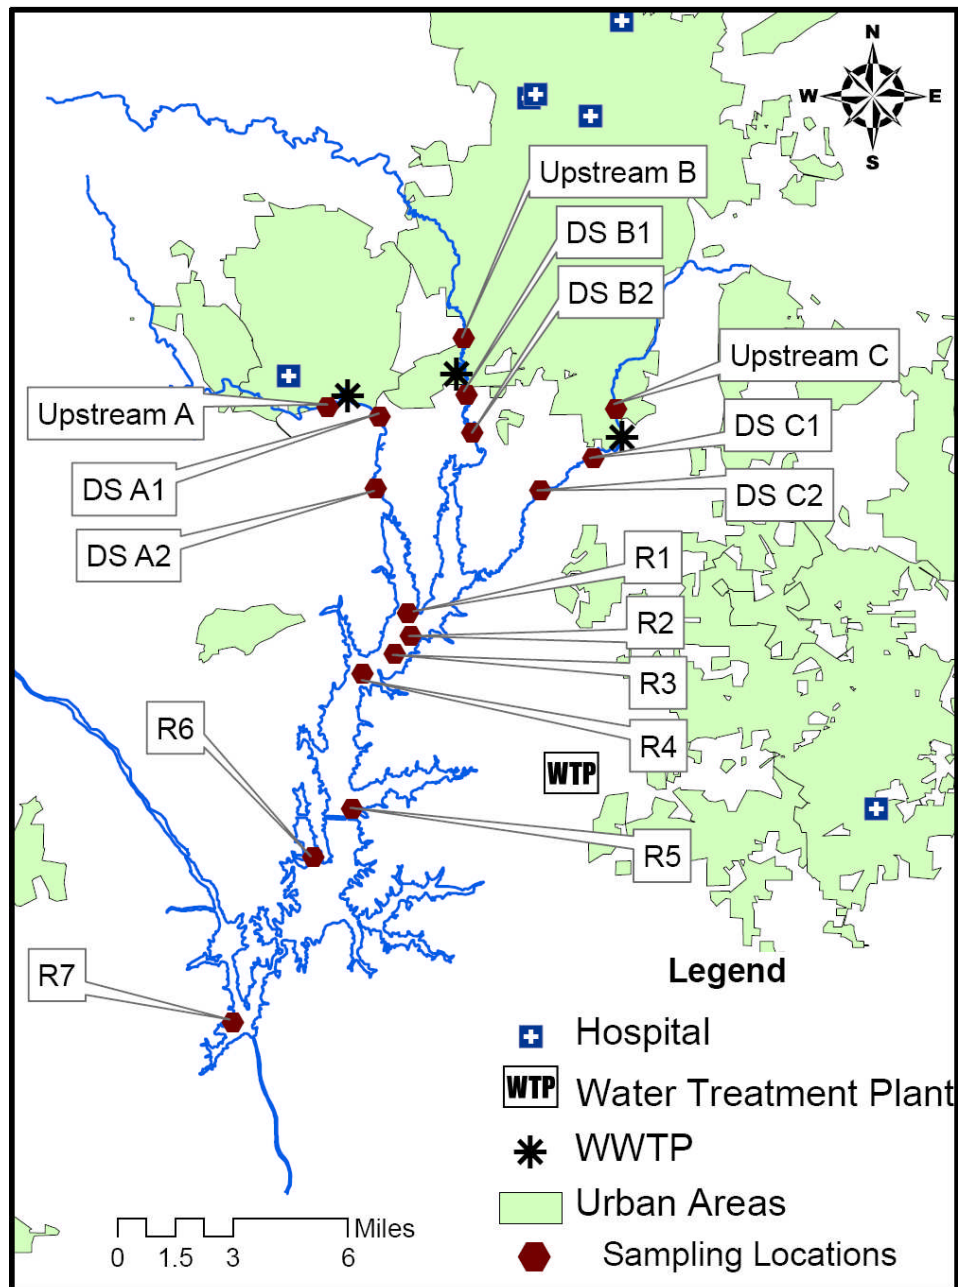 N
W E
S
Upstream B
DS B1
DS B2
Upstream C
Upstream A
DS C1
DS A1
DS C2
DS A2
R1
R2
R3
R6
R4
WTP
R5
R7
Legend
Hospital
WTP Water Treatment Plant
WWTP
Urban Areas
Sampling Locations
Miles
0 1.5 3 6